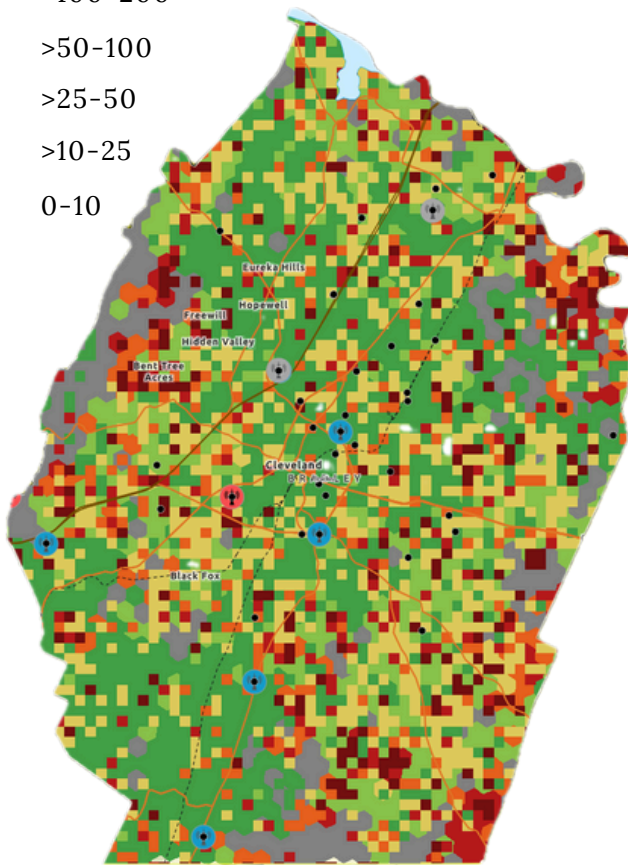 >50-100
>25-50
>10-25
0-10
Eureka Hills
Hopewell
Freewill
Hidden Valley
Bent Tree
Acres
Cleveland
Black Fox